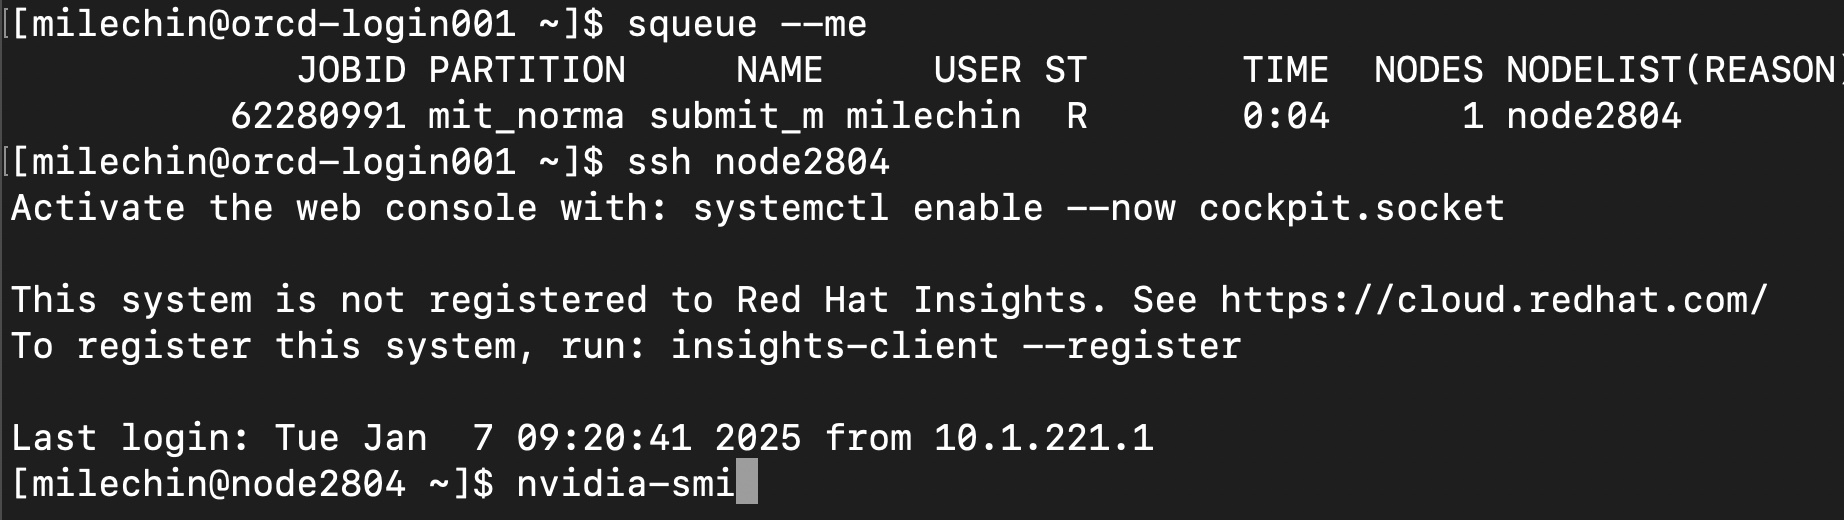 [[milechin@orcd-login001 ~]$ squeue --me
JOBID PARTITION NAME USER ST TIME NODES NODELIST(REASON)
62280991 mit_norma submit_m milechin R 0:04 1 node2804
[[milechin@orcd-login001 ~]$ ssh node2804
Activate the web console with: systemctl enable --now cockpit.socket
This system is not registered to Red Hat Insights. See https://cloud.redhat.com/
To register this system, run: insights-client --register
Last login: Tue Jan  7 09:20:41 2025 from 10.1.221.1
[milechin@node2804 ~]$ nvidia-smi